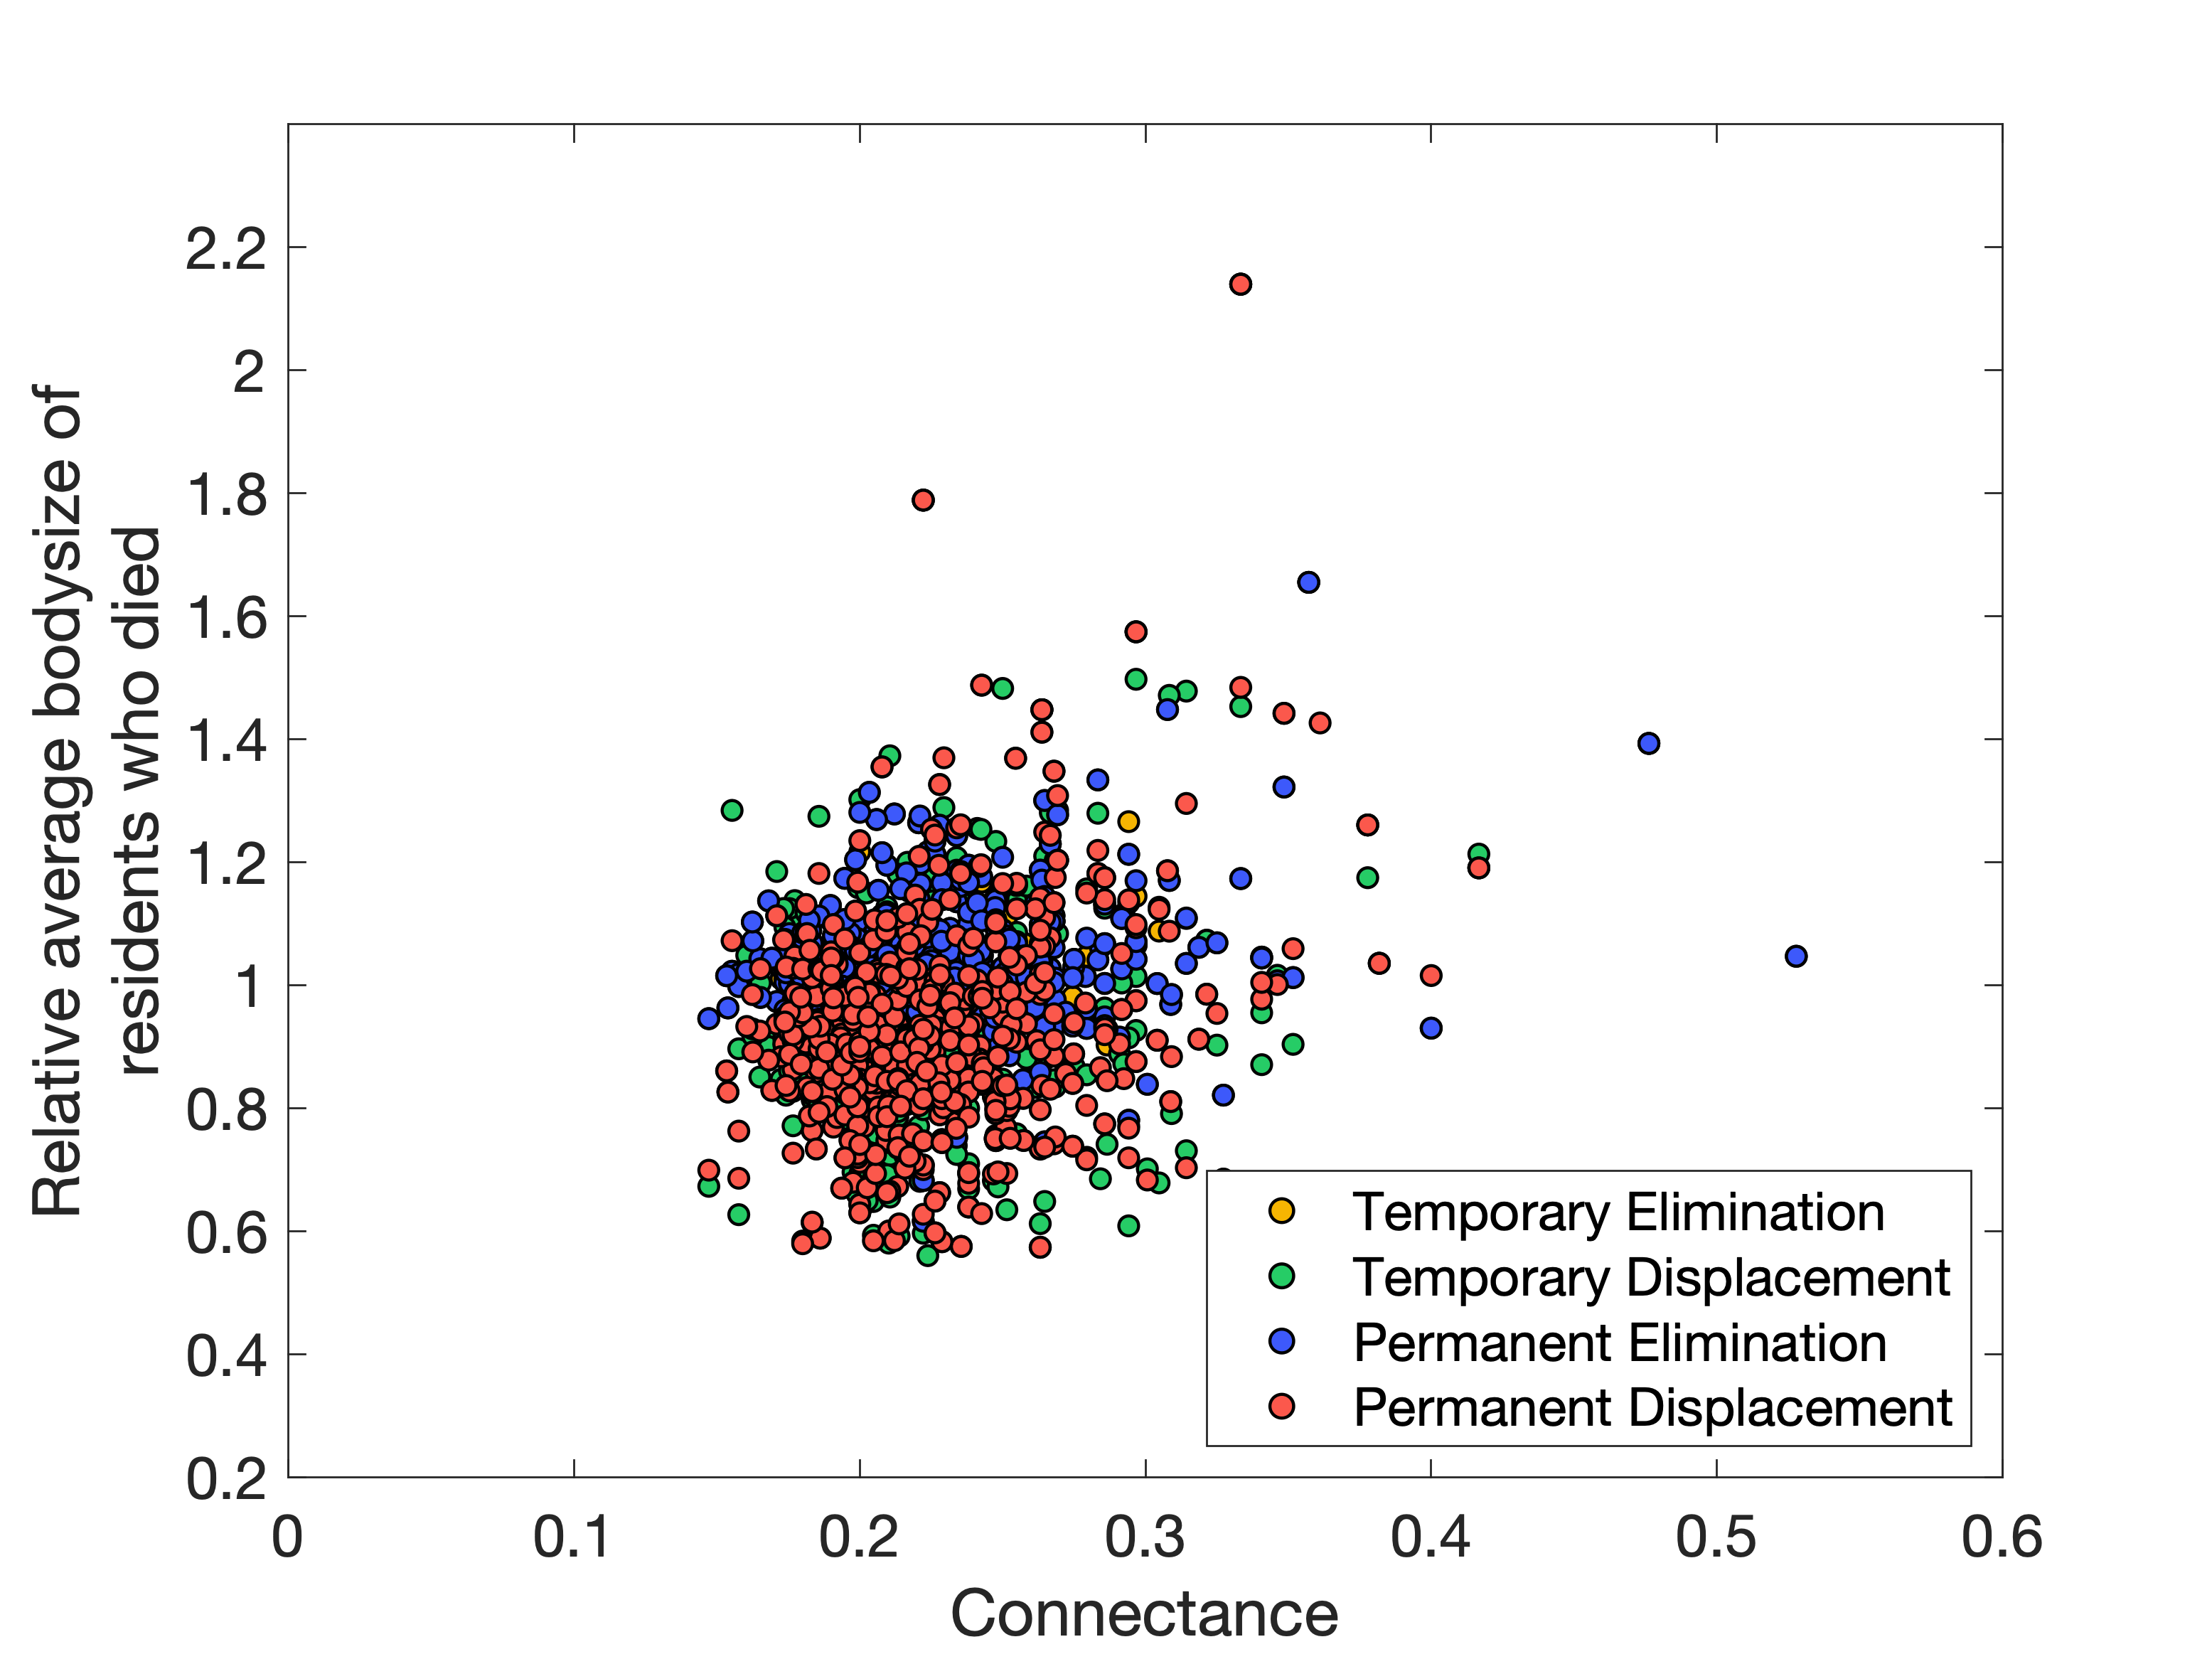 Relative average bodysize of
residents who died
2.2
2
1.8
1.6
1.4
1.2
1
0.8
0.6
0.4
0.2
0 0.1 0.2 0.3 0.4 0.5 0.6
Connectance
Temporary Elimination
Temporary Displacement
Permanent Elimination
Permanent Displacement